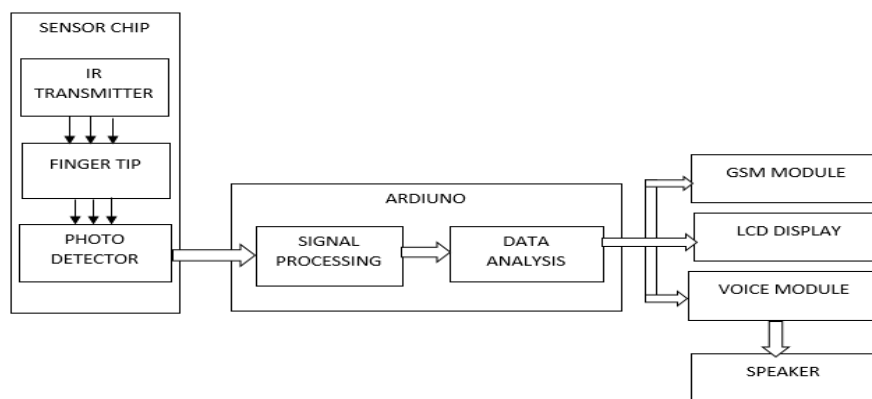 SENSOR CHIP
IR
TRANSMITTER
FINGER TIP
PHOTO
DETECTOR
ARDIUNO
SIGNAL
PROCESSING
DATA
ANALYSIS
GSM MODULE
LCD DISPLAY
VOICE MODULE
SPEAKER